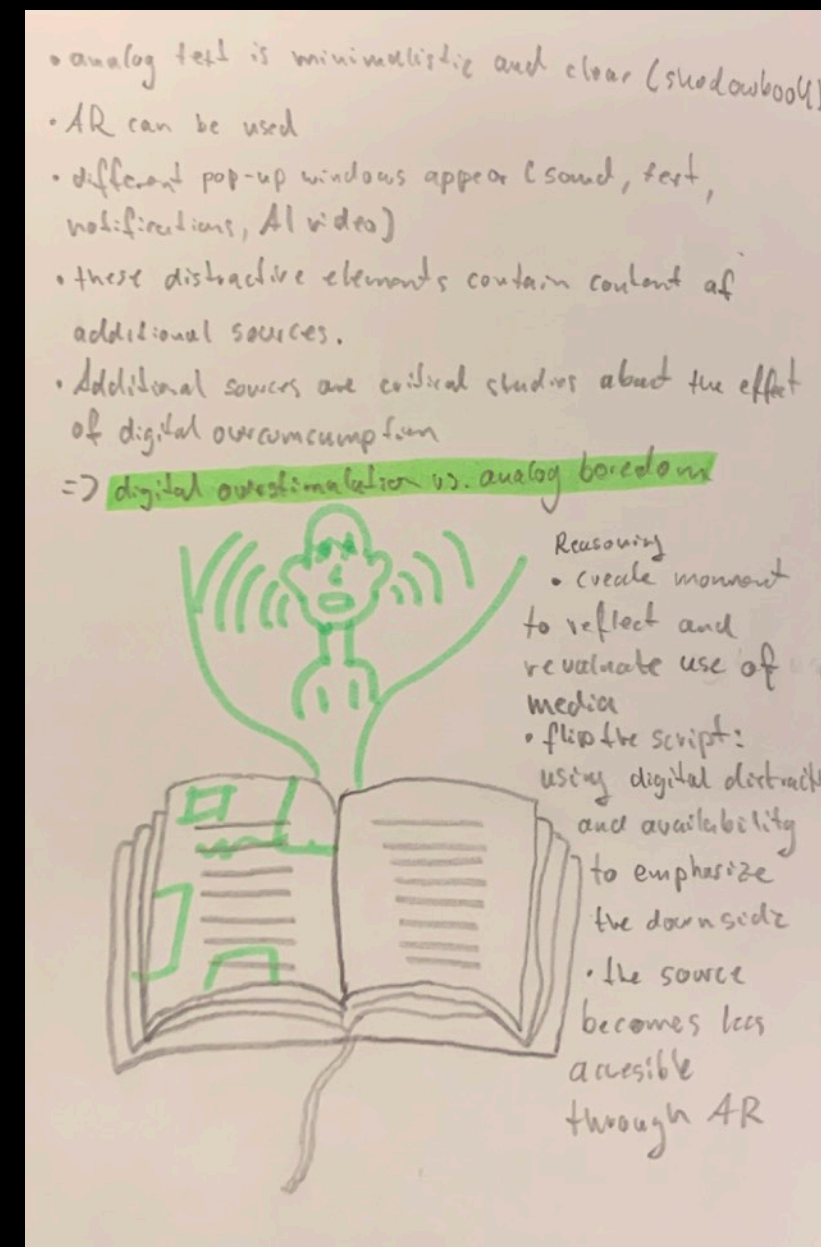 • analog text is minimalistic and clear (shadowbook)
• AR can be used
• different pop-up windows appear (sound, text,
notifications, AI video)
• these distractive elements contain content of
additional sources.
• Additional sources are critical studies about the effect
of digital overcumcumption
=> digital overstimulation vs. analog boredom
Reasoning
• create moment
to reflect and
revaluate use of
media
• flip the script:
using digital distracti
and availability
to emphasize
the downside
• the source
becomes less
accesible
through AR